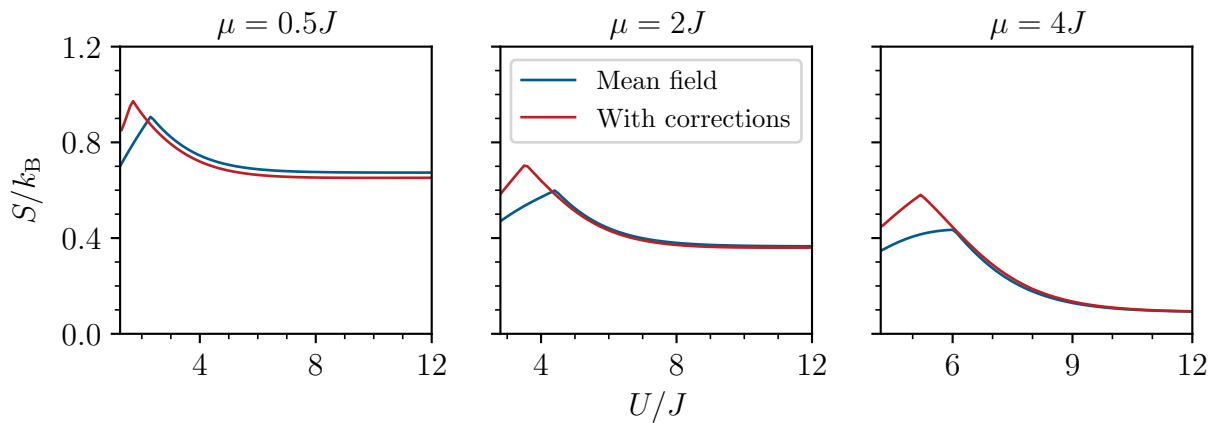 μ = 0.5J
μ = 2J
μ = 4J
S/k_B
1.2
0.8
0.4
0.0
Mean field
With corrections
4 8 12
4 8 12
6 9 12
U/J